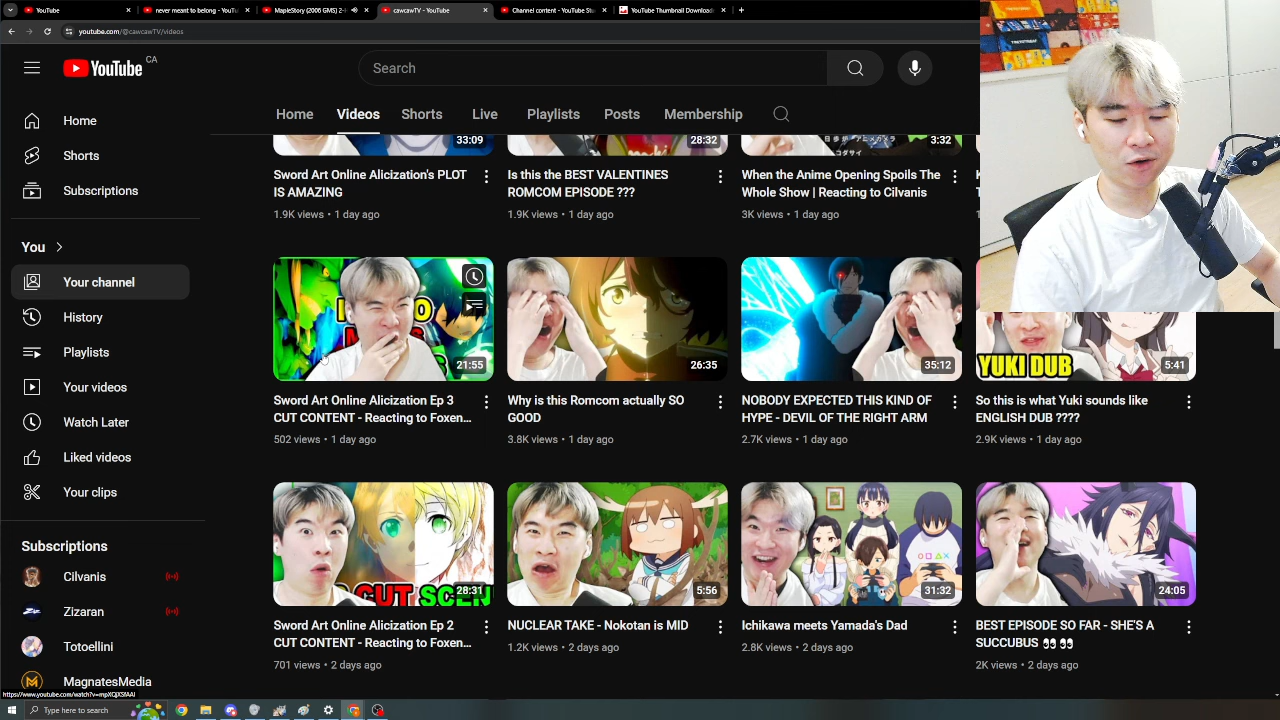 YouTube
never meant to belong - YouTu
MapleStory (2006 GMS) 2-
cawcawTV - YouTube
Channel content - YouTube Stu
YouTube Thumbnail Download
youtube.com/@cawcawTV/videos
YouTube CA
Search
Home
Videos
Shorts
Live
Playlists
Posts
Membership
Home
Shorts
Subscriptions
You
Your channel
History
Playlists
Your videos
Watch Later
Liked videos
Your clips
Subscriptions
Cilvanis
Zizaran
Totoellini
MagnatesMedia
33:09
28:32
3:32
Sword Art Online Alicization's PLOT
IS AMAZING
1.9K views • 1 day ago
Is this the BEST VALENTINES
ROMCOM EPISODE ???
1.9K views • 1 day ago
When the Anime Opening Spoils The
Whole Show | Reacting to Cilvanis
3K views • 1 day ago
21:55
Sword Art Online Alicization Ep 3
CUT CONTENT - Reacting to Foxen...
502 views • 1 day ago
26:35
Why is this Romcom actually SO
GOOD
3.8K views • 1 day ago
35:12
NOBODY EXPECTED THIS KIND OF
HYPE - DEVIL OF THE RIGHT ARM
2.7K views • 1 day ago
YUKI DUB
5:41
So this is what Yuki sounds like
ENGLISH DUB ????
2.9K views • 1 day ago
CUT SCEN
28:31
Sword Art Online Alicization Ep 2
CUT CONTENT - Reacting to Foxen...
701 views • 2 days ago
5:56
NUCLEAR TAKE - Nokotan is MID
1.2K views • 2 days ago
31:32
Ichikawa meets Yamada's Dad
2.8K views • 2 days ago
24:05
BEST EPISODE SO FAR - SHE'S A
SUCCUBUS 👀 👀
2K views • 2 days ago
Type here to search